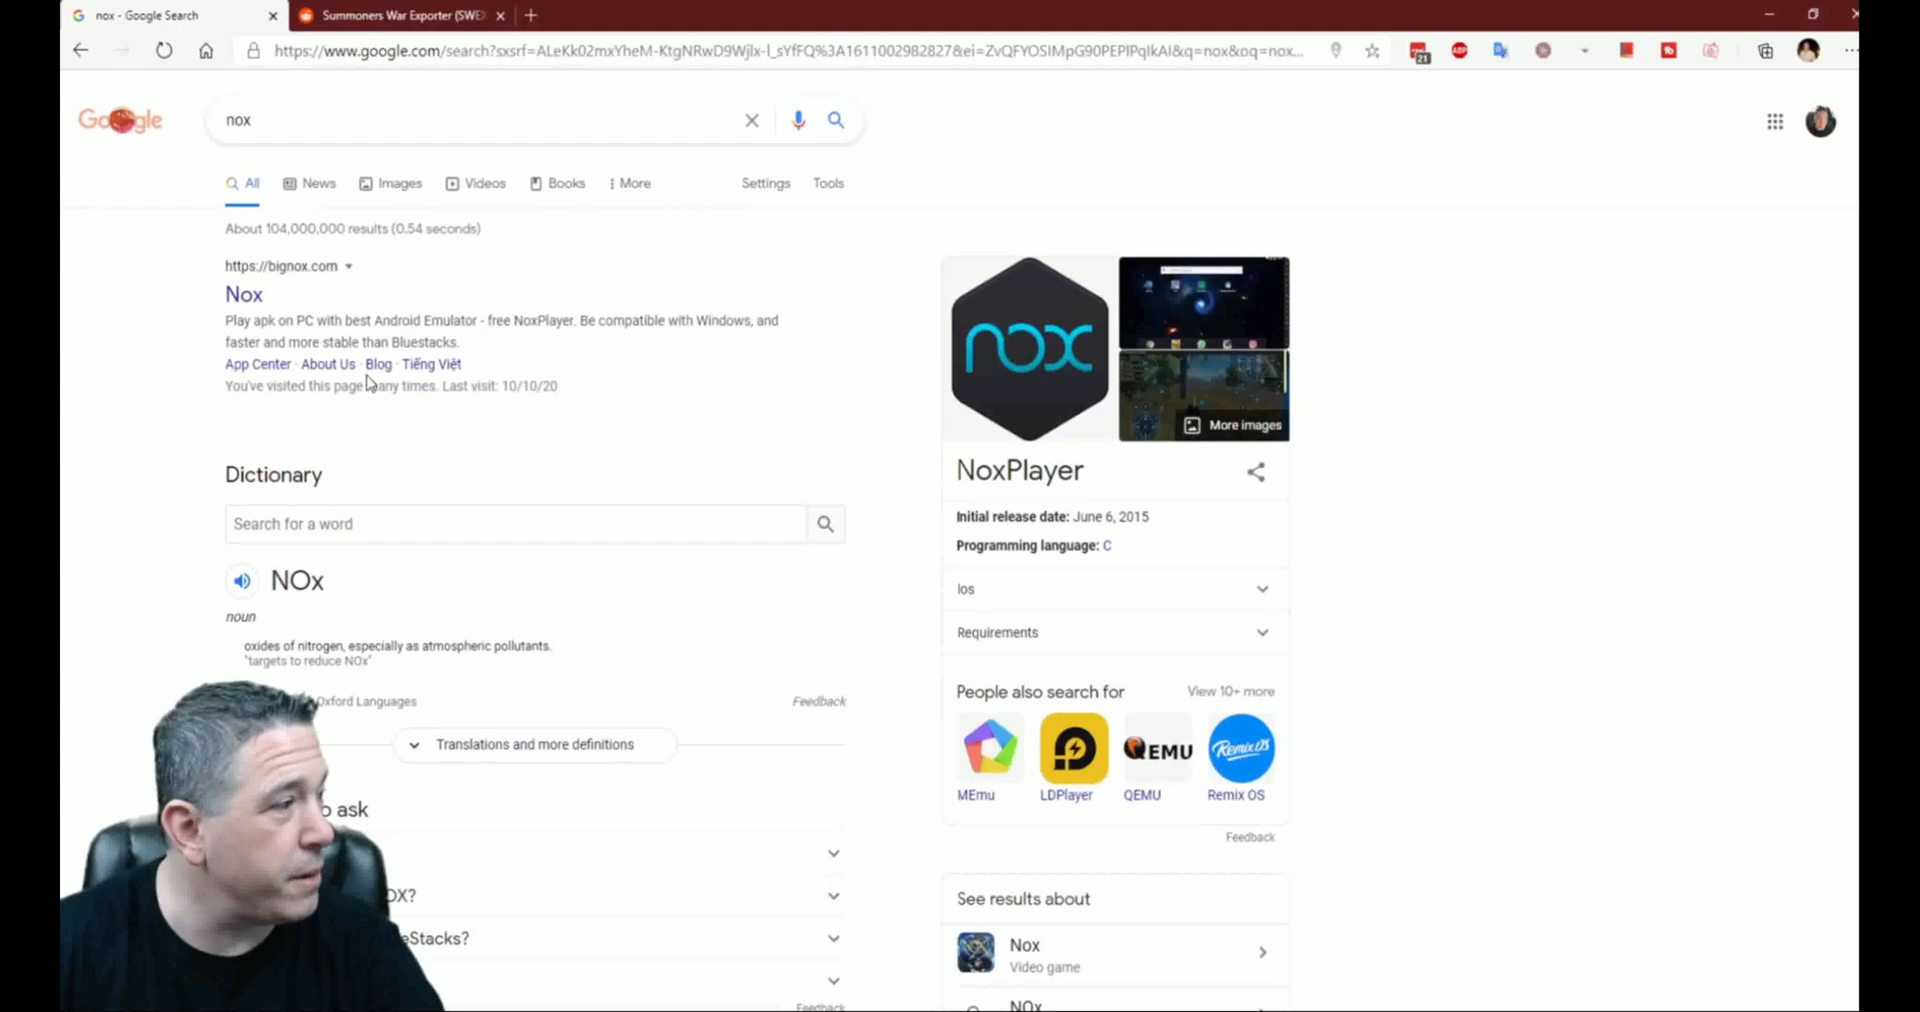 nox - Google Search
Summoners War Exporter (SWE
https://www.google.com/search?sxsrf=ALeKk02mxYheM-KtgNRwD9Wjlx-l_sYfFQ%3A1611002982827&ei=ZvQFYOSIMpG90PEPlPqIkAI&q=nox&oq=nox...
21
ABP
Google
nox
All
News
Images
Videos
Books
More
Settings
Tools
About 104,000,000 results (0.54 seconds)
https://bignox.com
Nox
Play apk on PC with best Android Emulator - free NoxPlayer. Be compatible with Windows, and
faster and more stable than Bluestacks.
App Center · About Us · Blog · Tiếng Việt
You've visited this page many times. Last visit: 10/10/20
Dictionary
Search for a word
NOx
noun
oxides of nitrogen, especially as atmospheric pollutants.
"targets to reduce NOx"
Oxford Languages
Feedback
Translations and more definitions
o ask
OX?
eStacks?
Feedback
nox
More images
NoxPlayer
Initial release date: June 6, 2015
Programming language: C
Ios
Requirements
People also search for
View 10+ more
QEMU
Remix OS
MEmu
LDPlayer
QEMU
Remix OS
Feedback
See results about
Nox
Video game
NOx